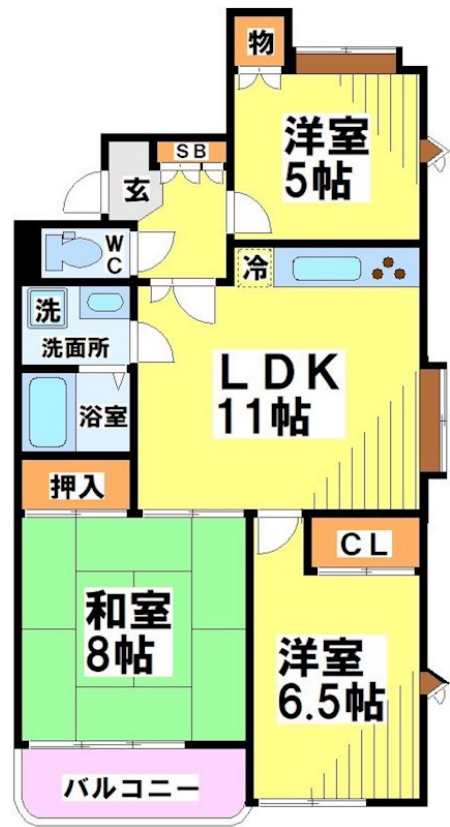 物
洋室
5帖
SB
玄
WC
冷
洗
洗面所
LDK
11帖
浴室
押入
CL
和室
8帖
洋室
6.5帖
バルコニー